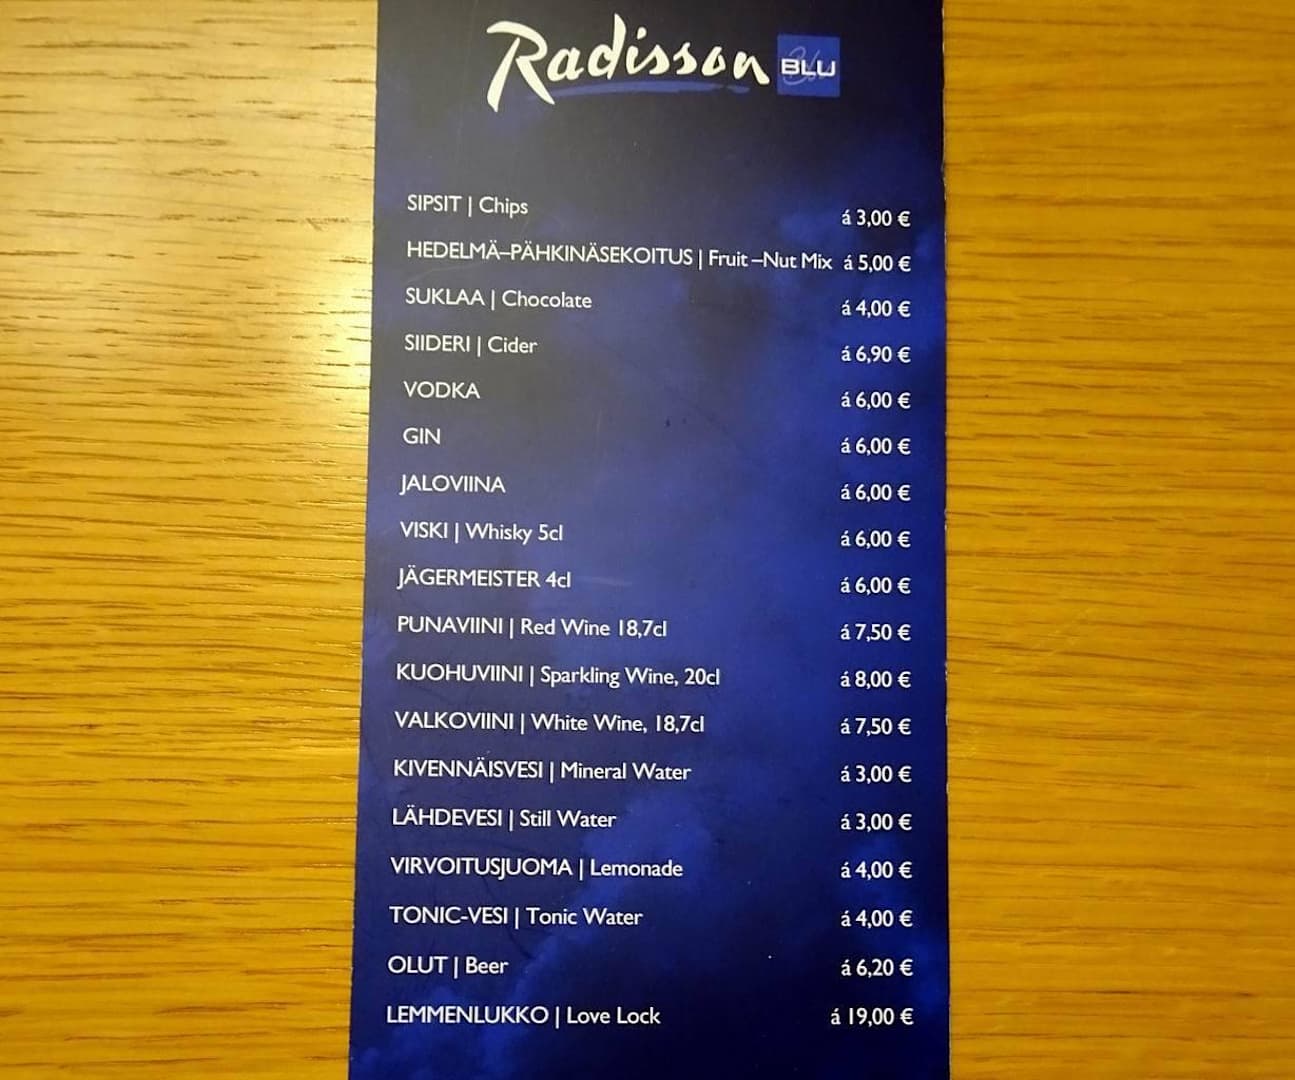 Radisson BLU
SIPSIT | Chips á 3,00 €
HEDELMÄ–PÄHKINÄSEKOITUS | Fruit –Nut Mix á 5,00 €
SUKLAA | Chocolate á 4,00 €
SIIDERI | Cider á 6,90 €
VODKA á 6,00 €
GIN á 6,00 €
JALOVIINA á 6,00 €
VISKI | Whisky 5cl á 6,00 €
JÄGERMEISTER 4cl á 6,00 €
PUNAVIINI | Red Wine 18,7cl á 7,50 €
KUOHUVIINI | Sparkling Wine, 20cl á 8,00 €
VALKOVIINI | White Wine, 18,7cl á 7,50 €
KIVENNÄISVESI | Mineral Water á 3,00 €
LÄHDEVESI | Still Water á 3,00 €
VIRVOITUSJUOMA | Lemonade á 4,00 €
TONIC-VESI | Tonic Water á 4,00 €
OLUT | Beer á 6,20 €
LEMMENLUKKO | Love Lock á 19,00 €